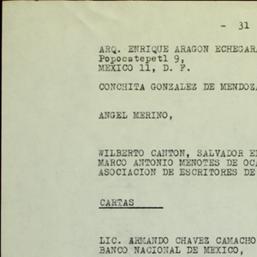 - 31
ARQ. ENRIQUE ARAGON ECHEGAR
Popocatepetl 9,
MEXICO 11, D. F.
CONCHITA GONZALEZ DE MENDOZ
ANGEL MERINO,
WILBERTO CANTON, SALVADOR
MARCO ANTONIO MENOTES DE OC
ASOCIACION DE ESCRITORES DE
CARTAS
LIC. ARMANDO CHAVEZ CAMACHO
BANCO NACIONAL DE MEXICO,